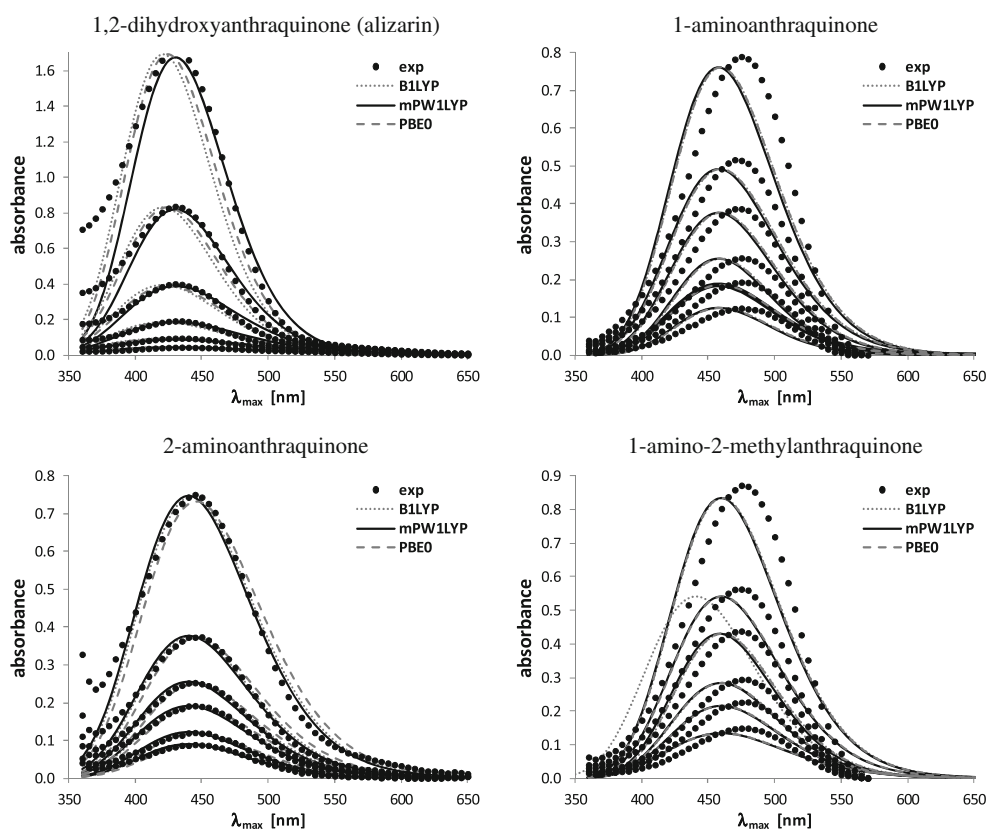 1,2-dihydroxyanthraquinone (alizarin)
1.6
1.4
1.2
1.0
0.8
0.6
0.4
0.2
0.0
absorbance
exp
B1LYP
mPW1LYP
PBE0
350 400 450 500 550 600 650
λmax [nm]
1-aminoanthraquinone
0.8
0.7
0.6
0.5
0.4
0.3
0.2
0.1
0.0
absorbance
exp
B1LYP
mPW1LYP
PBE0
350 400 450 500 550 600 650
λmax [nm]
2-aminoanthraquinone
0.8
0.7
0.6
0.5
0.4
0.3
0.2
0.1
0.0
absorbance
exp
B1LYP
mPW1LYP
PBE0
350 400 450 500 550 600 650
λmax [nm]
1-amino-2-methylanthraquinone
0.9
0.8
0.7
0.6
0.5
0.4
0.3
0.2
0.1
0.0
absorbance
exp
B1LYP
mPW1LYP
PBE0
350 400 450 500 550 600 650
λmax [nm]